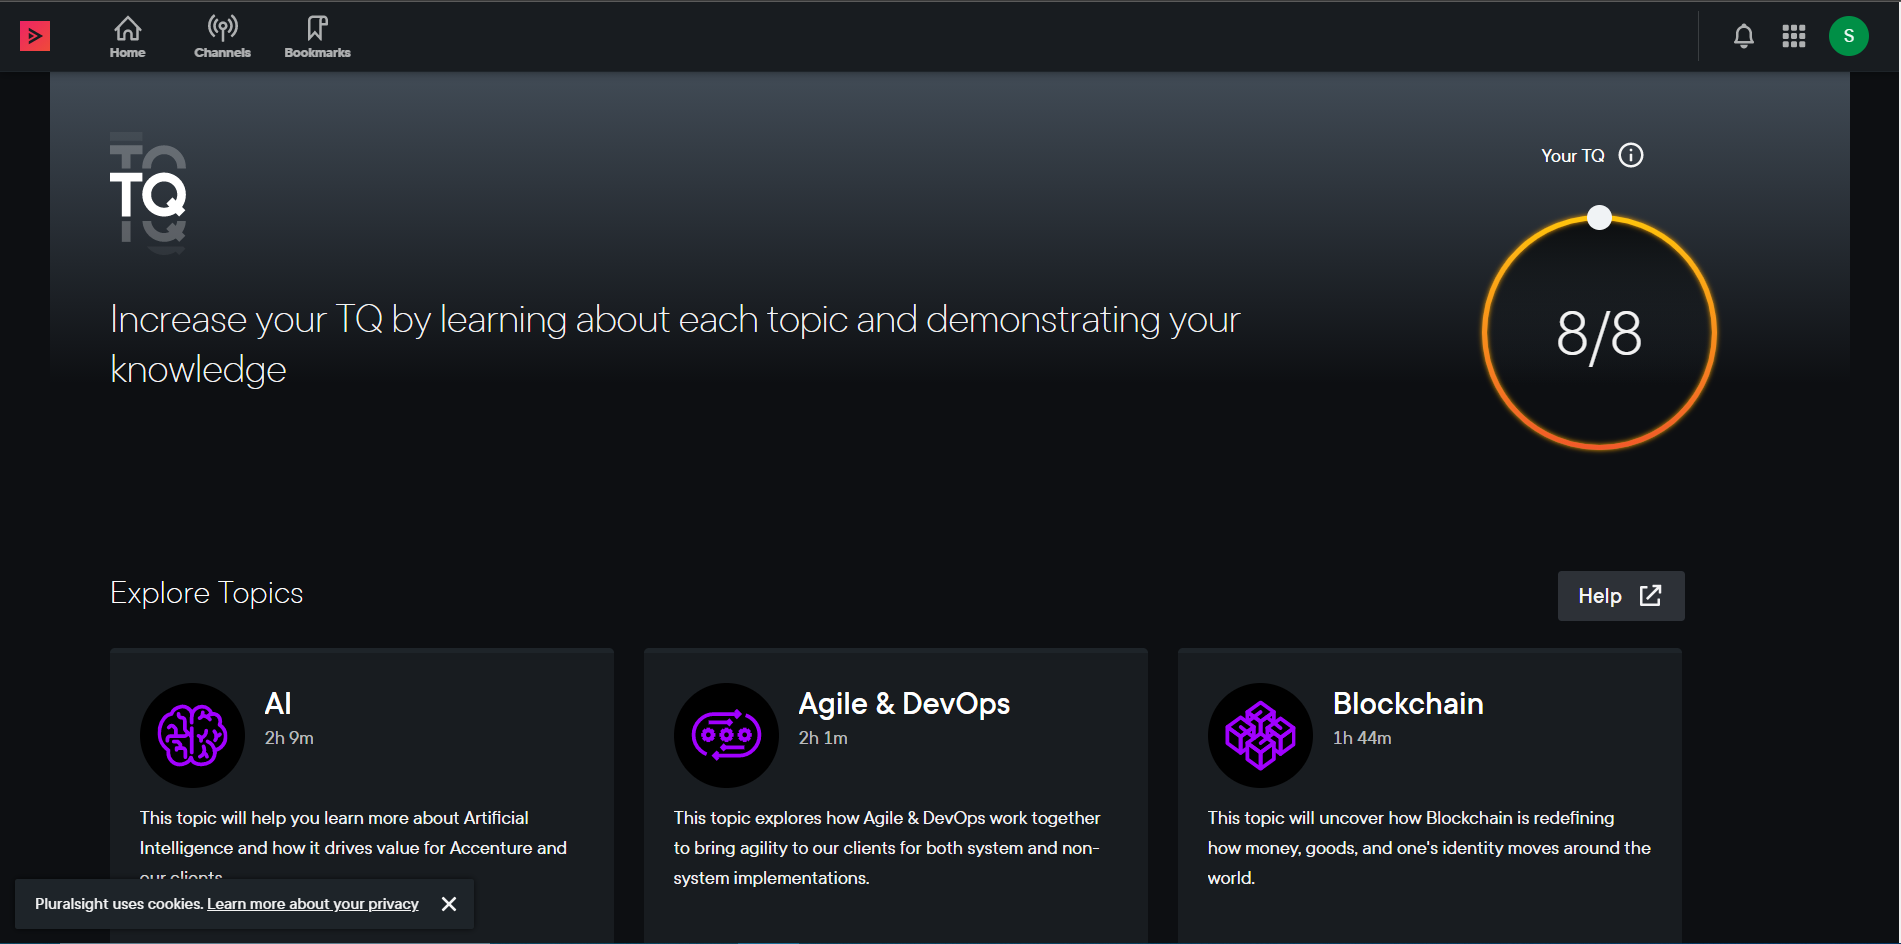 Home
Channels
Bookmarks
S
TQ
Your TQ
Increase your TQ by learning about each topic and demonstrating your
knowledge
8/8
Explore Topics
Help
AI
2h 9m
This topic will help you learn more about Artificial
Intelligence and how it drives value for Accenture and
our clients.
Agile & DevOps
2h 1m
This topic explores how Agile & DevOps work together
to bring agility to our clients for both system and non-
system implementations.
Blockchain
1h 44m
This topic will uncover how Blockchain is redefining
how money, goods, and one's identity moves around the
world.
Pluralsight uses cookies. Learn more about your privacy